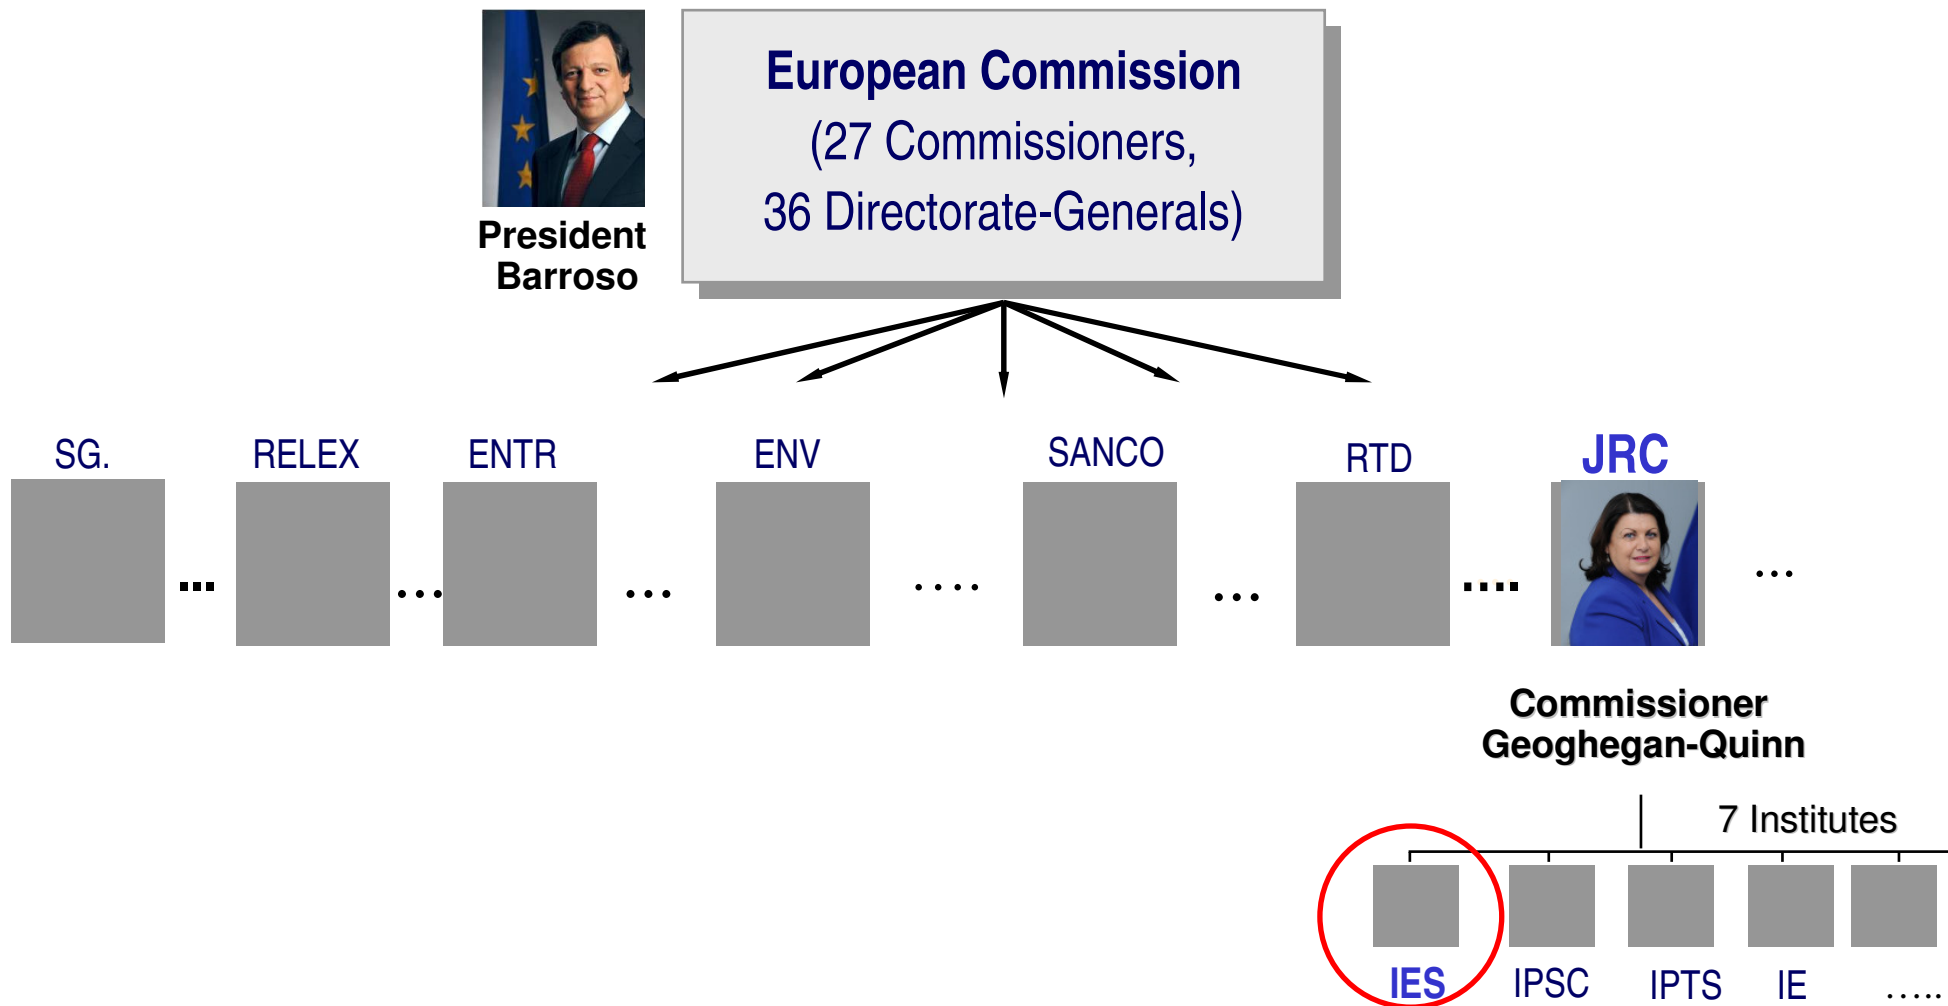 European Commission
(27 Commissioners,
36 Directorate-Generals)
President
Barroso
SG.
RELEX
ENTR
ENV
SANCO
RTD
JRC
...
...
...
....
...
....
...
Commissioner
Geoghegan-Quinn
7 Institutes
IES
IPSC
IPTS
IE
.....